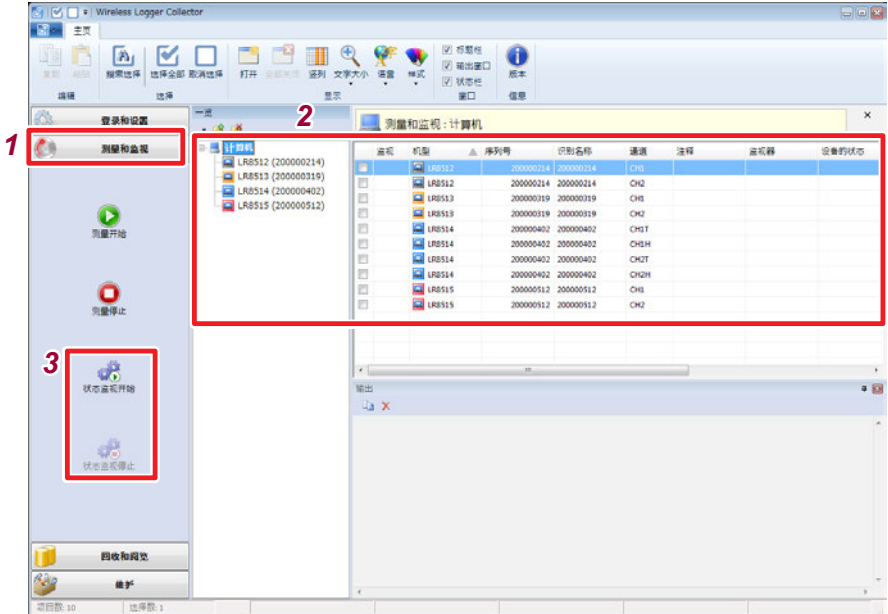 Wireless Logger Collector
主页
复制
粘贴
搜索选择
选择全部
取消选择
打开
全部关闭
竖列
文字大小
语言
样式
标题栏
输出窗口
状态栏
版本
编辑
选择
显示
窗口
信息
登录和设置
1
测量和监视
测量开始
测量停止
3
状态监视开始
状态监视停止
回收和阅览
维护
一览
2
计算机
LR8512 (200000214)
LR8513 (200000319)
LR8514 (200000402)
LR8515 (200000512)
测量和监视 : 计算机
监视 机型 序列号 识别名称 通道 注释 监视器 设备的状态
LR8512 200000214 200000214 CH1
LR8512 200000214 200000214 CH2
LR8513 200000319 200000319 CH1
LR8513 200000319 200000319 CH2
LR8514 200000402 200000402 CH1T
LR8514 200000402 200000402 CH1H
LR8514 200000402 200000402 CH2T
LR8514 200000402 200000402 CH2H
LR8515 200000512 200000512 CH1
LR8515 200000512 200000512 CH2
输出
项目数: 10
选择数: 1